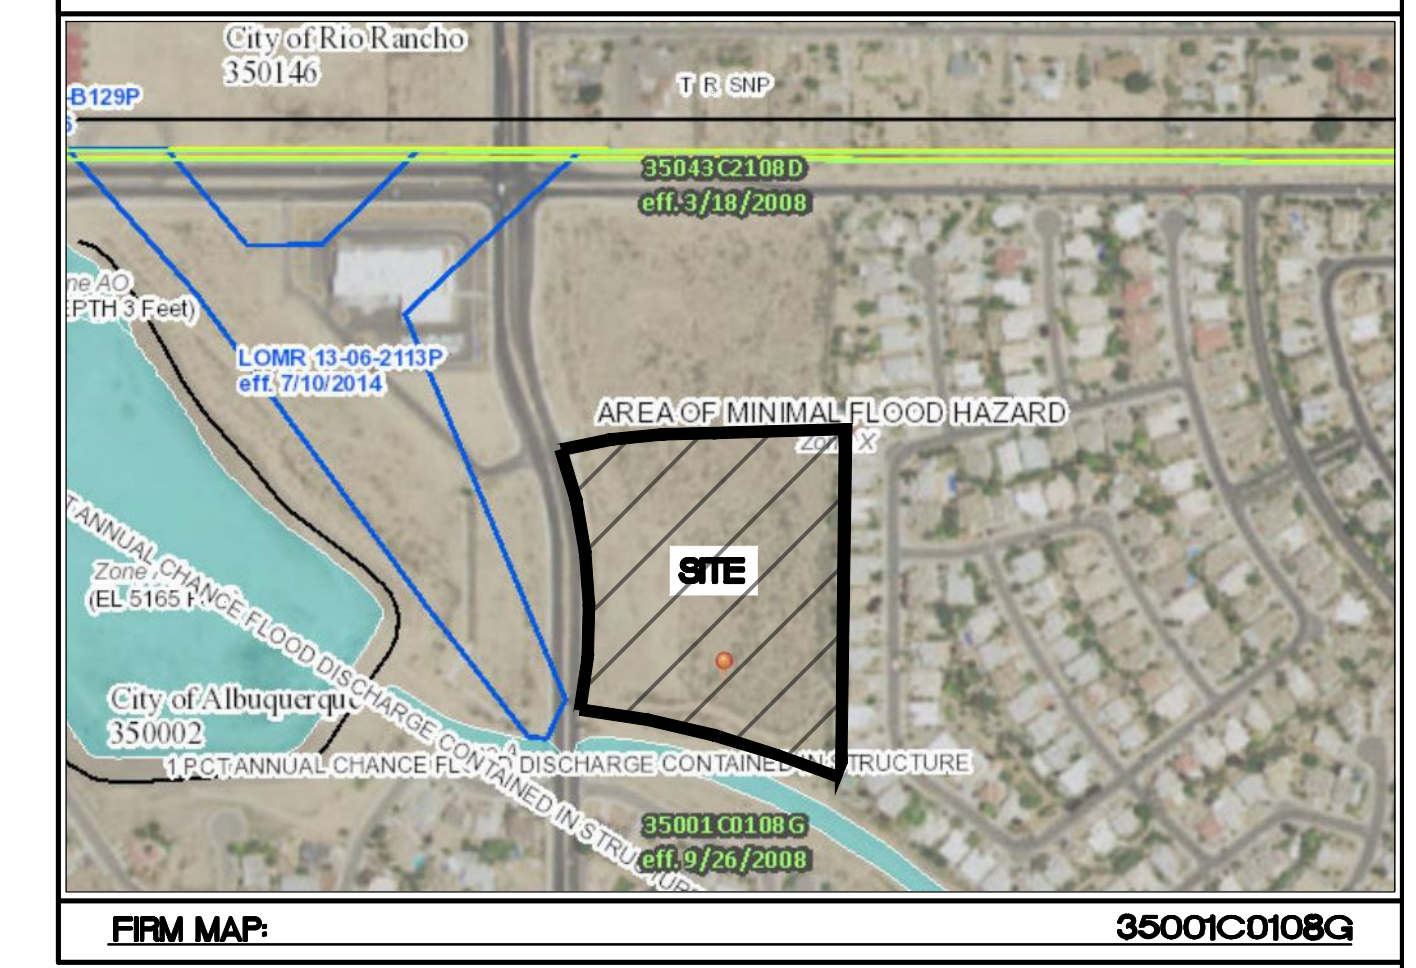 City of Rio Rancho
350146
T R SNP
-B129P
35043C2108D
eff. 3/18/2008
ne AO
EPTH 3 Feet)
LOMR 13-06-2113P
eff. 7/10/2014
AREA OF MINIMAL FLOOD HAZARD
Zone X
T ANNUAL CHANCE FLOOD DISCHARGE CONTAINED IN STRUCTURE
Zone
(EL 5165 F
SITE
City of Albuquerque
350002
1 PCT ANNUAL CHANCE FLOOD DISCHARGE CONTAINED IN STRUCTURE
35001C0108G
eff. 9/26/2008
FIRM MAP:
35001C0108G